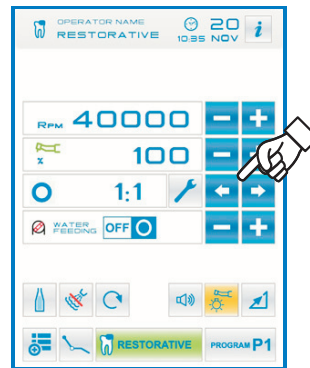 OPERATOR NAME
RESTORATIVE
20
10:35 NOV
i
RPM 40000
x 100
1:1
WATER FEEDING OFF
RESTORATIVE
PROGRAM P1